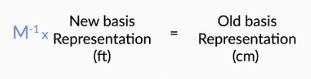 M⁻¹ x New basis Representation (ft) = Old basis Representation (cm)